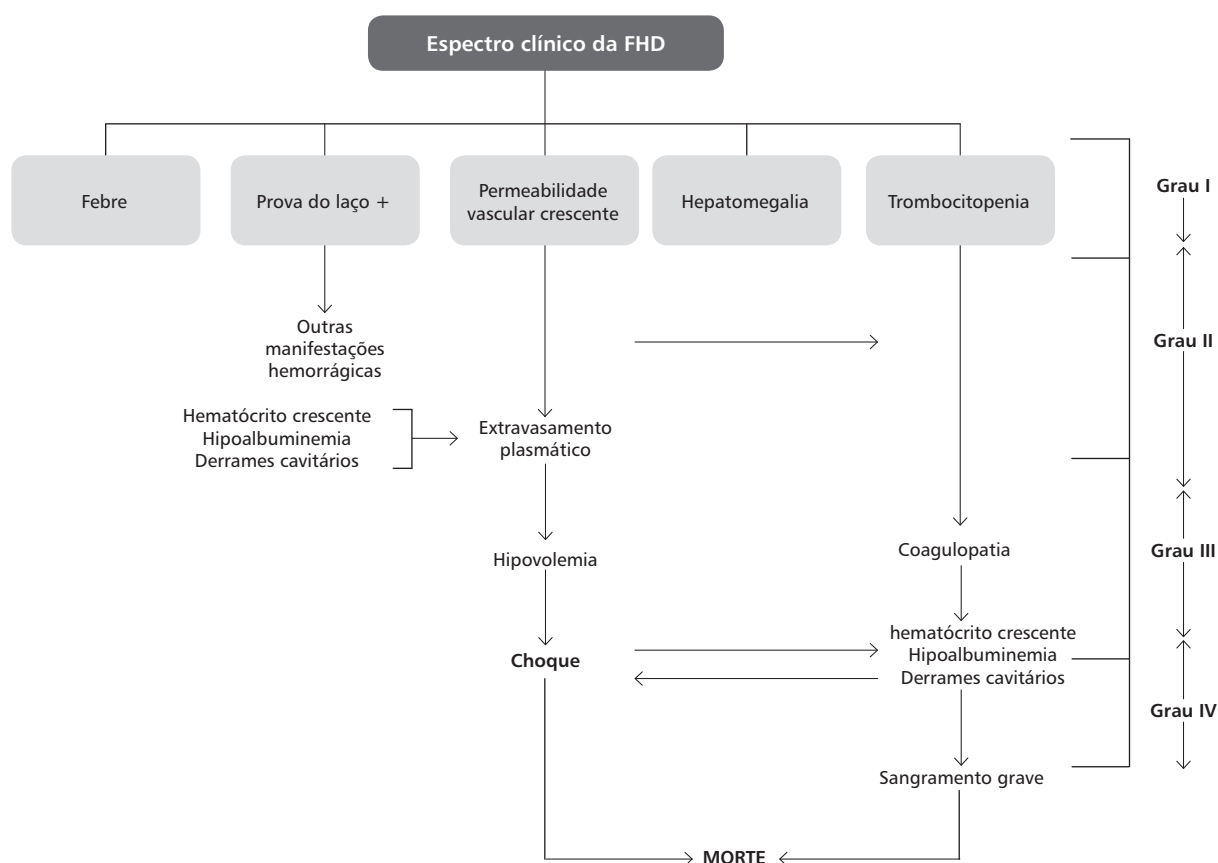 Espectro clínico da FHD
Febre
Prova do laço +
Permeabilidade
vascular crescente
Hepatomegalia
Trombocitopenia
Grau I
Outras
manifestações
hemorrágicas
Grau II
Hematócrito crescente
Hipoalbuminemia
Derrames cavitários
Extravasamento
plasmático
Hipovolemia
Coagulopatia
Grau III
Choque
hematócrito crescente
Hipoalbuminemia
Derrames cavitários
Grau IV
Sangramento grave
MORTE